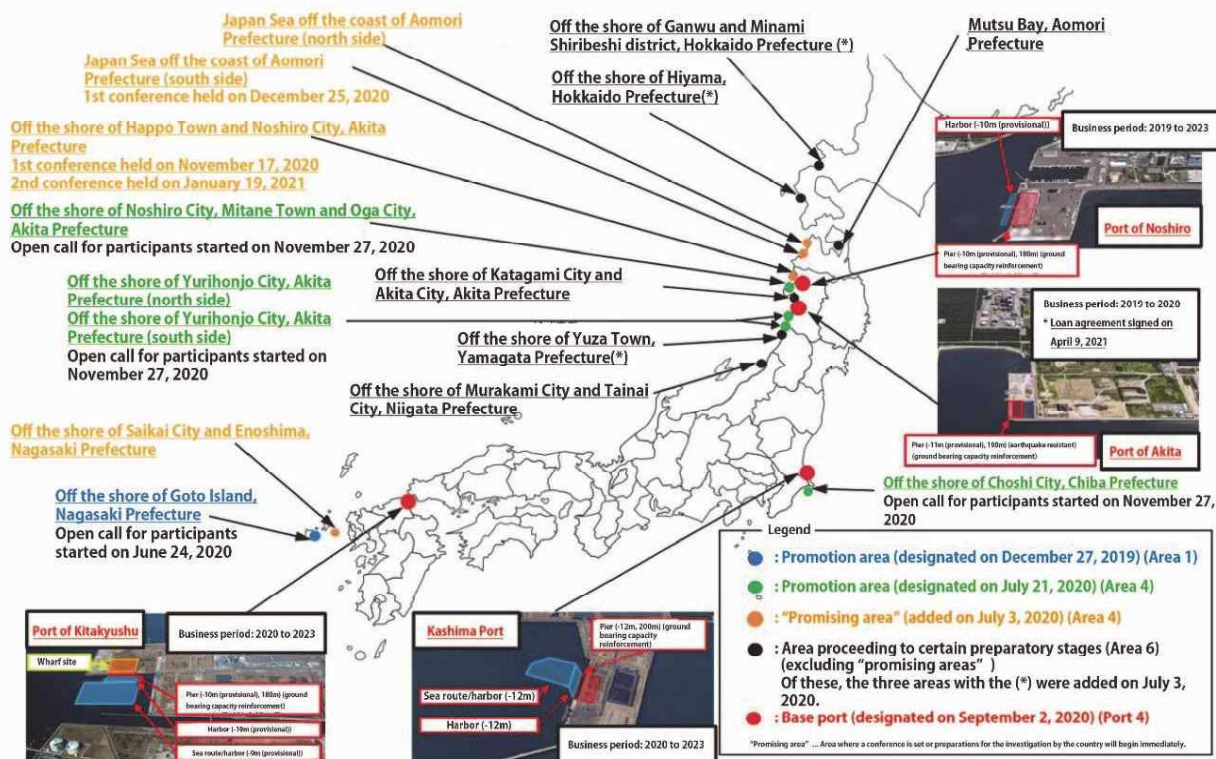 Japan Sea off the coast of Aomori
Prefecture (north side)
Japan Sea off the coast of Aomori
Prefecture (south side)
1st conference held on December 25, 2020
Off the shore of Happo Town and Noshiro City, Akita
Prefecture
1st conference held on November 17, 2020
2nd conference held on January 19, 2021
Off the shore of Noshiro City, Mitane Town and Oga City,
Akita Prefecture
Open call for participants started on November 27, 2020
Off the shore of Yurihonjo City, Akita
Prefecture (north side)
Off the shore of Yurihonjo City, Akita
Prefecture (south side)
Open call for participants started on
November 27, 2020
Off the shore of Saikai City and Enoshima,
Nagasaki Prefecture
Off the shore of Goto Island,
Nagasaki Prefecture
Open call for participants
started on June 24, 2020
Off the shore of Ganwu and Minami
Shiribeshi district, Hokkaido Prefecture (*)
Off the shore of Hiyama,
Hokkaido Prefecture(*)
Mutsu Bay, Aomori
Prefecture
Off the shore of Katagami City and
Akita City, Akita Prefecture
Off the shore of Yuza Town,
Yamagata Prefecture(*)
Off the shore of Murakami City and Tainai
City, Niigata Prefecture
Harbor (-10m (provisional))
Business period: 2019 to 2023
Port of Noshiro
Pier (-10m (provisional), 180m) (ground
bearing capacity reinforcement)
Business period: 2019 to 2020
* Loan agreement signed on
April 9, 2021
Pier (-11m (provisional), 190m) (earthquake resistant)
(ground bearing capacity reinforcement)
Port of Akita
Off the shore of Choshi City, Chiba Prefecture
Open call for participants started on November 27,
2020
Legend
: Promotion area (designated on December 27, 2019) (Area 1)
: Promotion area (designated on July 21, 2020) (Area 4)
: "Promising area" (added on July 3, 2020) (Area 4)
: Area proceeding to certain preparatory stages (Area 6)
(excluding "promising areas" )
Of these, the three areas with the (*) were added on July 3,
2020.
: Base port (designated on September 2, 2020) (Port 4)
"Promising area" ... Area where a conference is set or preparations for the investigation by the country will begin immediately.
Port of Kitakyushu
Business period: 2020 to 2023
Wharf site
Pier (-10m (provisional), 180m) (ground
bearing capacity reinforcement)
Harbor (-10m (provisional))
Sea route/harbor (-9m (provisional))
Kashima Port
Pier (-12m, 200m) (ground
bearing capacity
reinforcement)
Sea route/harbor (-12m)
Harbor (-12m)
Business period: 2020 to 2023